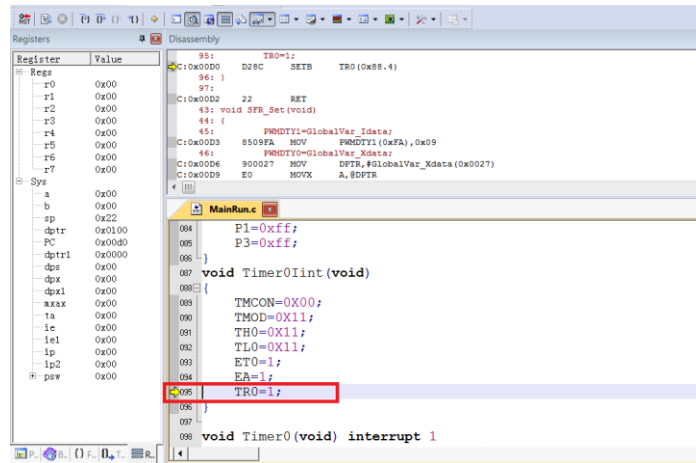 RST
Registers
Register Value
Regs
r0 0x00
r1 0x00
r2 0x00
r3 0x00
r4 0x00
r5 0x00
r6 0x00
r7 0x00
Sys
a 0x00
b 0x00
sp 0x22
dptr 0x0100
PC 0x00d0
dptr1 0x0000
dps 0x00
dpx 0x00
dpx1 0x00
mxax 0x00
ta 0x00
ie 0x00
ie1 0x00
ip 0x00
ip2 0x00
psw 0x00
P.. B.. {} F.. 0.. T.. R..
Disassembly
95: TR0=1;
C:0x00D0 D28C SETB TR0(0x88.4)
96: }
97:
C:0x00D2 22 RET
43: void SFR_Set(void)
44: {
45: PWMDTY1=GlobalVar_Idata;
C:0x00D3 8509FA MOV PWMDTY1(0xFA),0x09
46: PWMDTY0=GlobalVar_Xdata;
C:0x00D6 900027 MOV DPTR,#GlobalVar_Xdata(0x0027)
C:0x00D9 E0 MOVX A,@DPTR
MainRun.c
084 P1=0xff;
085 P3=0xff;
086 }
087 void Timer0Iint(void)
088 {
089 TMCON=0X00;
090 TMOD=0X11;
091 TH0=0X11;
092 TL0=0X11;
093 ET0=1;
094 EA=1;
095 TR0=1;
096 }
097
098 void Timer0(void) interrupt 1